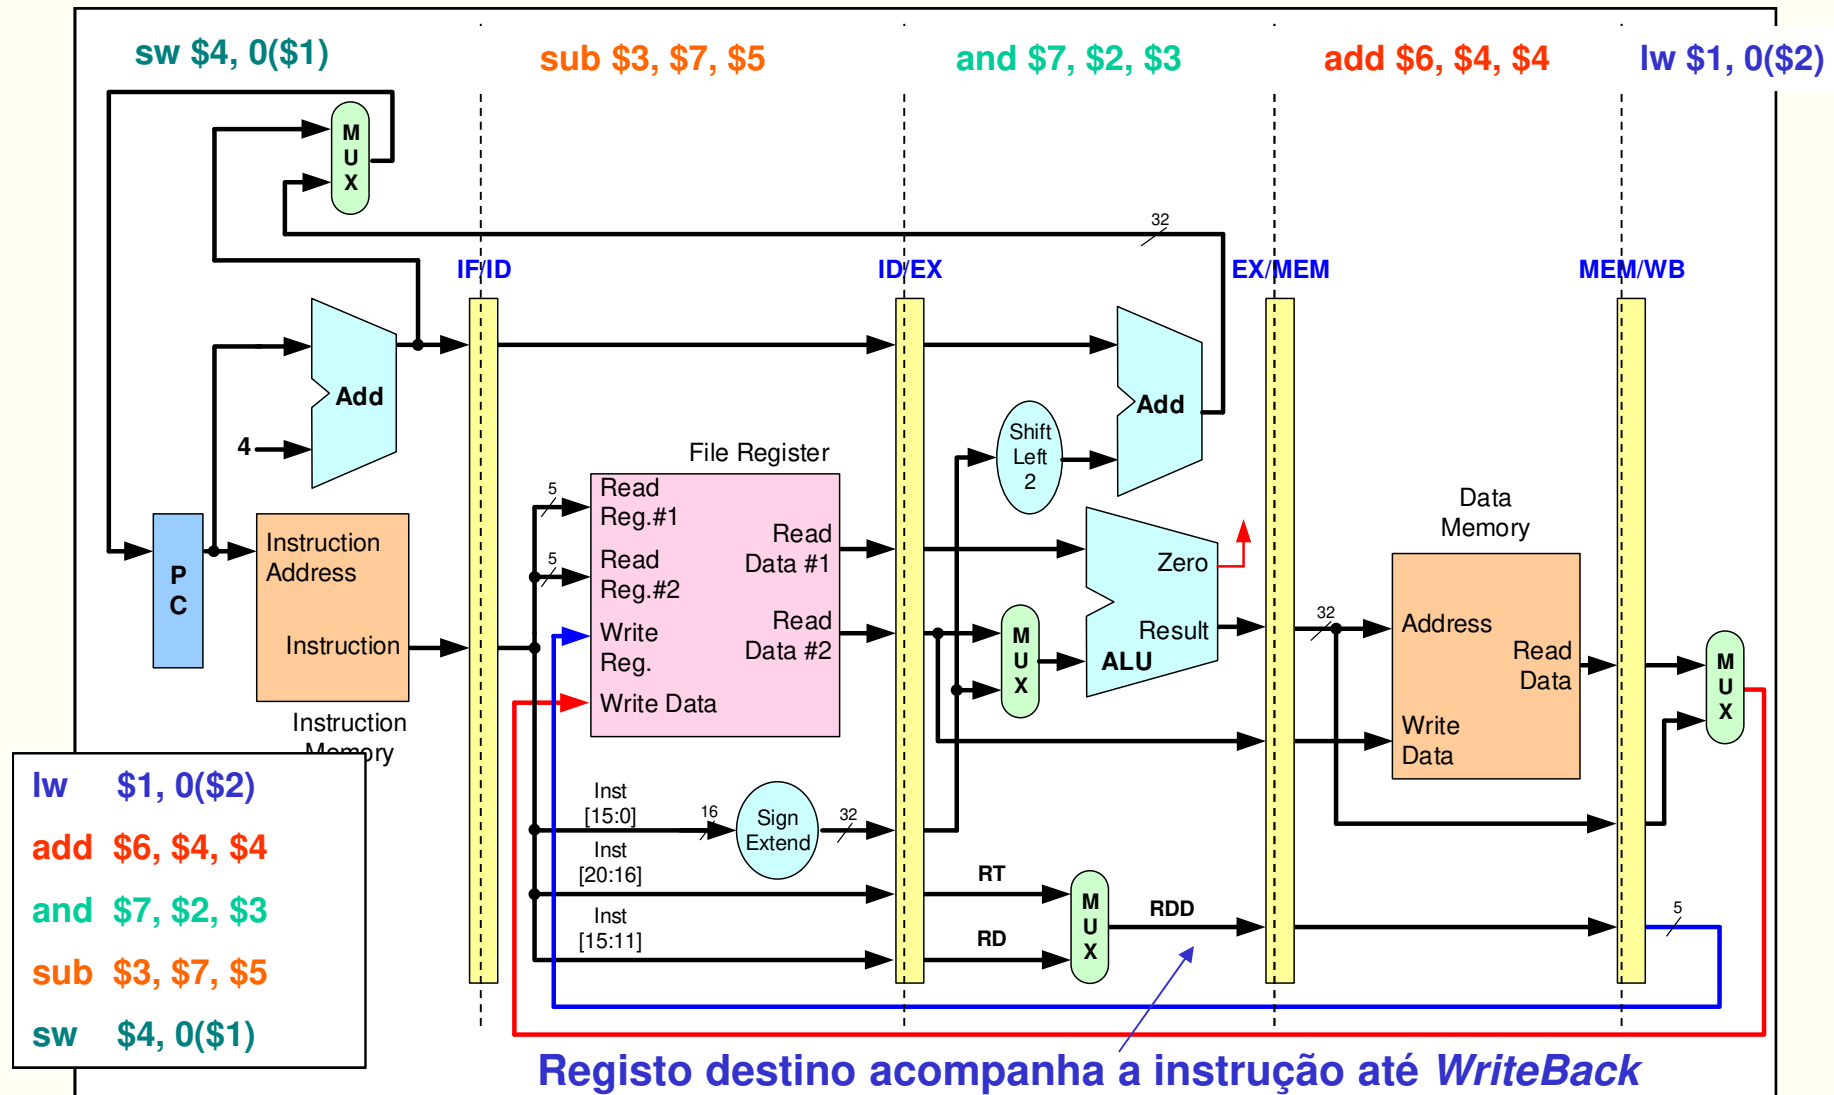 sw $4, 0($1)
sub $3, $7, $5
and $7, $2, $3
add $6, $4, $4
lw $1, 0($2)
M
U
X
32
IF/ID
ID/EX
EX/MEM
MEM/WB
Add
4
Add
Shift
Left
2
File Register
Read
Reg.#1
5
Read
Reg.#2
5
Write
Reg.
Write Data
Read
Data #1
Read
Data #2
P
C
Instruction
Address
Instruction
Instruction
Memory
M
U
X
Zero
Result
ALU
Data
Memory
32
Address
Read
Data
Write
Data
M
U
X
Inst
[15:0]
16
Sign
Extend
32
Inst
[20:16]
Inst
[15:11]
RT
RD
M
U
X
RDD
5
lw $1, 0($2)
add $6, $4, $4
and $7, $2, $3
sub $3, $7, $5
sw $4, 0($1)
Registo destino acompanha a instrução até WriteBack